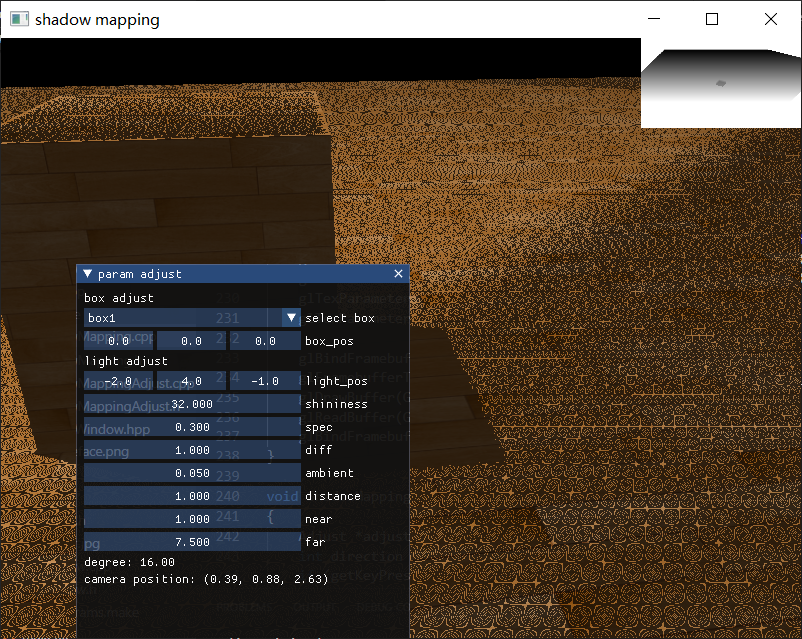 shadow mapping
param adjust
box adjust
box1 select box
0.0 0.0 0.0 box_pos
light adjust
-2.0 4.0 -1.0 light_pos
32.000 shininess
0.300 spec
1.000 diff
0.050 ambient
1.000 distance
1.000 near
7.500 far
degree: 16.00
camera position: (0.39, 0.88, 2.63)